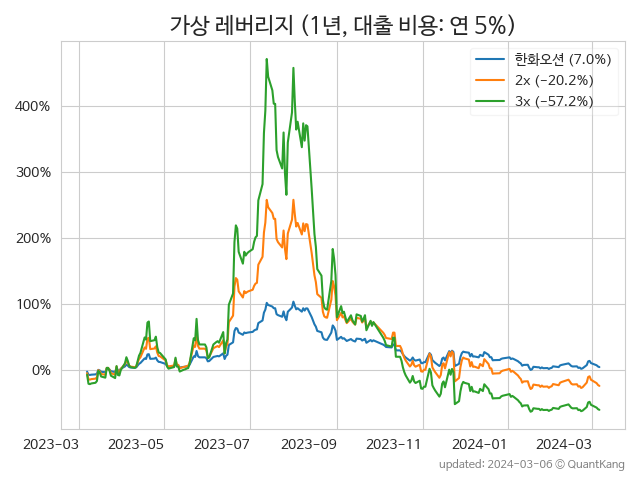 가상 레버리지 (1년, 대출 비용: 연 5%)
한화오션 (7.0%)
2x (−20.2%)
3x (−57.2%)
400%
300%
200%
100%
0%
2023-03 2023-05 2023-07 2023-09 2023-11 2024-01 2024-03
updated: 2024-03-06 © QuantKang